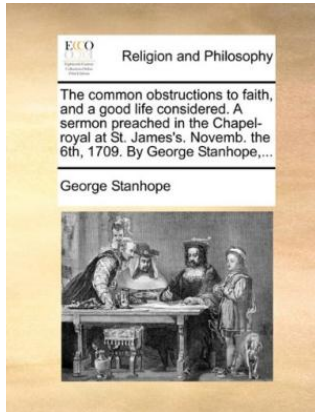 ECCO
Religion and Philosophy
The common obstructions to faith,
and a good life considered. A
sermon preached in the Chapel-
royal at St. James's. Novemb. the
6th, 1709. By George Stanhope,...
George Stanhope